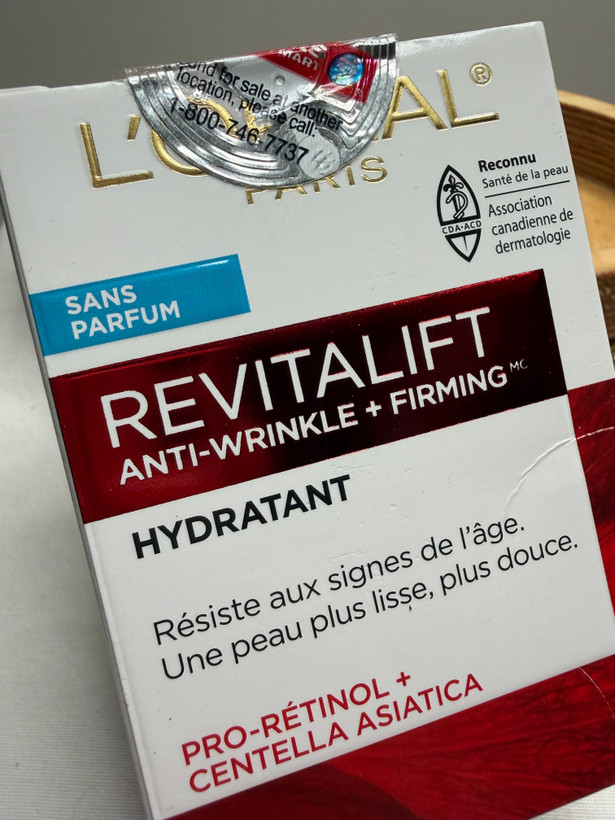 MART
und for sale at another
location, please call:
1-800-746-7737
L'ORÉAL®
PARIS
Reconnu
Santé de la peau
Association
canadienne de
dermatologie
CDA•ACD
SANS
PARFUM
REVITALIFT
ANTI-WRINKLE + FIRMING MC
HYDRATANT
Résiste aux signes de l'âge.
Une peau plus lisse, plus douce.
PRO-RÉTINOL +
CENTELLA ASIATICA